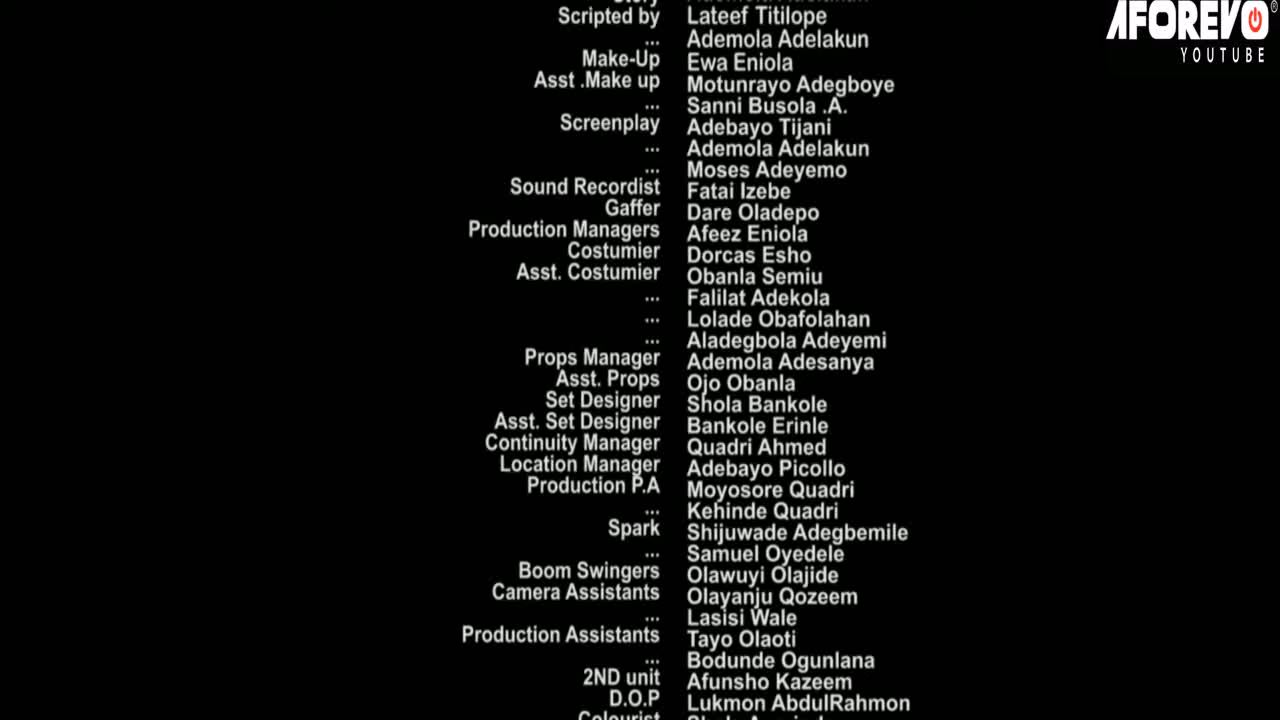 AFOREVO
YOUTUBE
Story
Scripted by Lateef Titilope
... Ademola Adelakun
Make-Up Ewa Eniola
Asst .Make up Motunrayo Adegboye
... Sanni Busola .A.
Screenplay Adebayo Tijani
... Ademola Adelakun
... Moses Adeyemo
Sound Recordist Fatai Izebe
Gaffer Dare Oladepo
Production Managers Afeez Eniola
Costumier Dorcas Esho
Asst. Costumier Obanla Semiu
... Falilat Adekola
... Lolade Obafolahan
... Aladegbola Adeyemi
Props Manager Ademola Adesanya
Asst. Props Ojo Obanla
Set Designer Shola Bankole
Asst. Set Designer Bankole Erinle
Continuity Manager Quadri Ahmed
Location Manager Adebayo Picollo
Production P.A Moyosore Quadri
... Kehinde Quadri
Spark Shijuwade Adegbemile
... Samuel Oyedele
Boom Swingers Olawuyi Olajide
Camera Assistants Olayanju Qozeem
... Lasisi Wale
Production Assistants Tayo Olaoti
... Bodunde Ogunlana
2ND unit Afunsho Kazeem
D.O.P Lukmon AbdulRahmon
Colourist